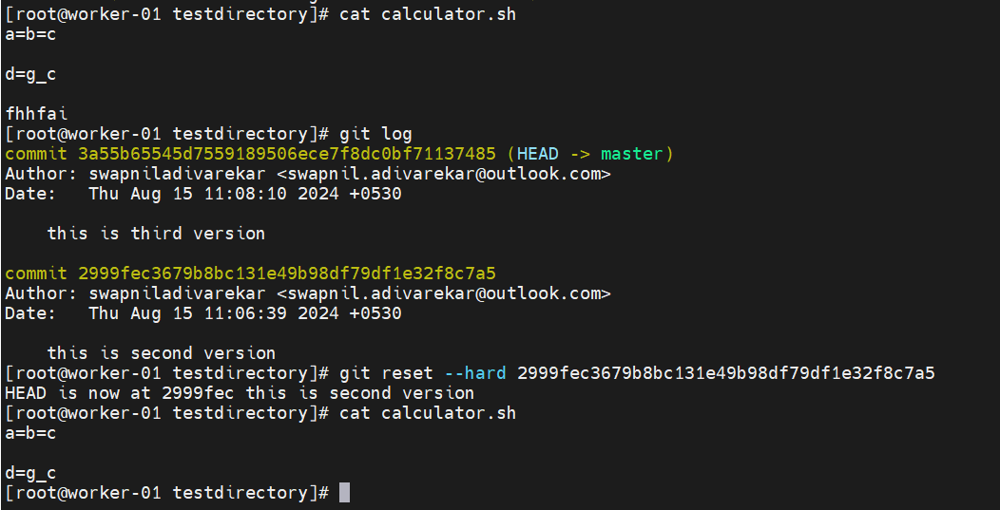 [root@worker-01 testdirectory]# cat calculator.sh
a=b=c
d=g_c
fhhfai
[root@worker-01 testdirectory]# git log
commit 3a55b65545d7559189506ece7f8dc0bf71137485 (HEAD -> master)
Author: swapniladivarekar <swapnil.adivarekar@outlook.com>
Date:   Thu Aug 15 11:08:10 2024 +0530
    this is third version
commit 2999fec3679b8bc131e49b98df79df1e32f8c7a5
Author: swapniladivarekar <swapnil.adivarekar@outlook.com>
Date:   Thu Aug 15 11:06:39 2024 +0530
    this is second version
[root@worker-01 testdirectory]# git reset --hard 2999fec3679b8bc131e49b98df79df1e32f8c7a5
HEAD is now at 2999fec this is second version
[root@worker-01 testdirectory]# cat calculator.sh
a=b=c
d=g_c
[root@worker-01 testdirectory]#